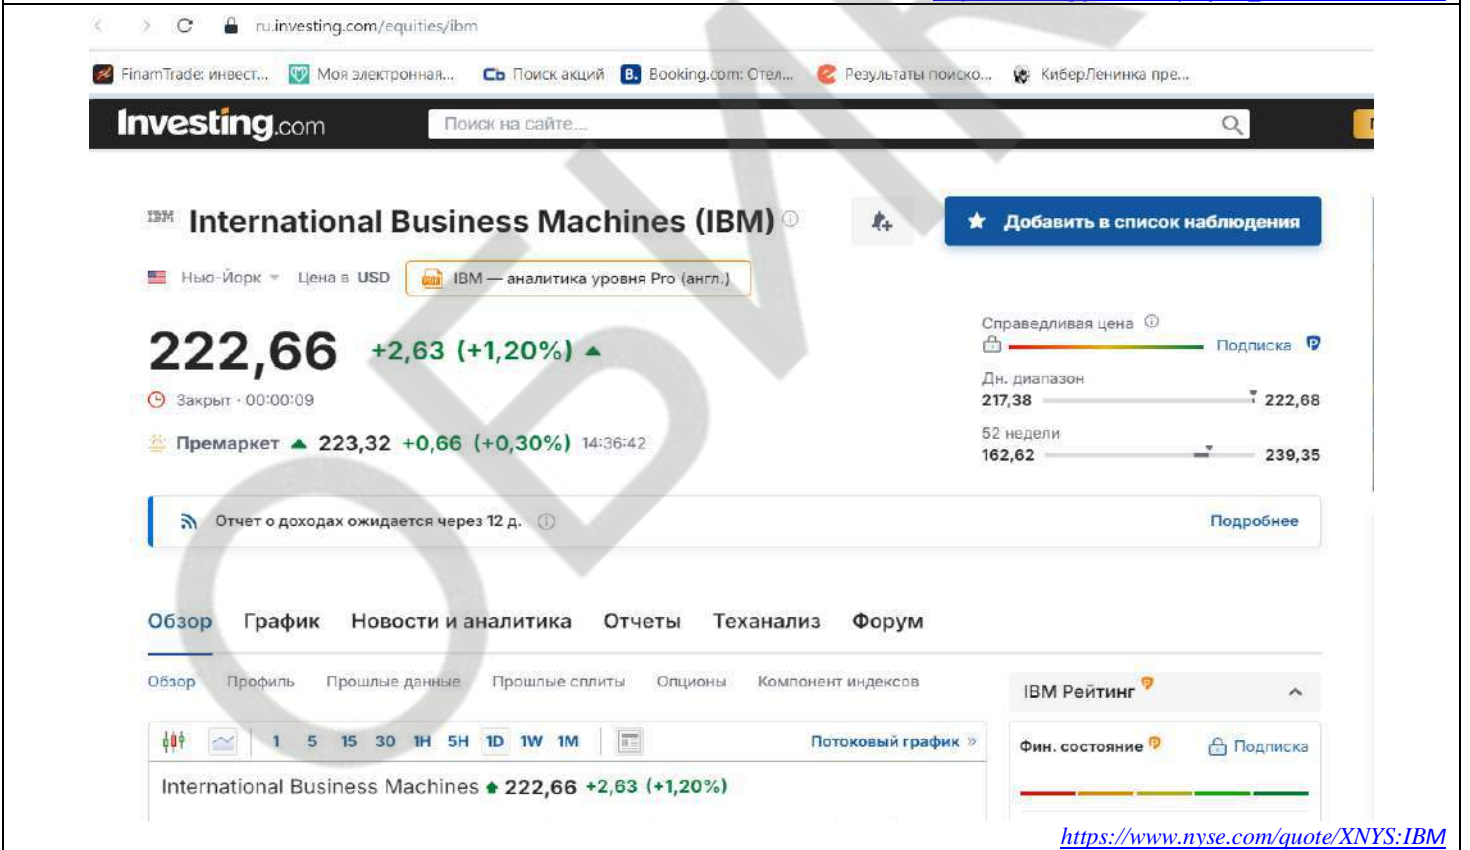 ru.investing.com/equities/ibm
FinamTrade: инвест... Моя электронная... Сь Поиск акций B. Booking.com: Отел... Результаты поиско... КиберЛенинка пре...
Investing.com Поиск на сайте...
IBM International Business Machines (IBM)
Добавить в список наблюдения
Нью-Йорк Цена в USD IBM — аналитика уровня Pro (англ.)
222,66 +2,63 (+1,20%)
Закрыт · 00:00:09
Премаркет 223,32 +0,66 (+0,30%) 14:36:42
Справедливая цена
Подписка
Дн. диапазон
217,38 222,68
52 недели
162,62 239,35
Отчет о доходах ожидается через 12 д. Подробнее
Обзор График Новости и аналитика Отчеты Теханализ Форум
Обзор Профиль Прошлые данные Прошлые сплиты Опционы Компонент индексов
IBM Рейтинг
1 5 15 30 1H 5H 1D 1W 1M Потоковый график »
Фин. состояние Подписка
International Business Machines 222,66 +2,63 (+1,20%)
https://www.nyse.com/quote/XNYS:IBM